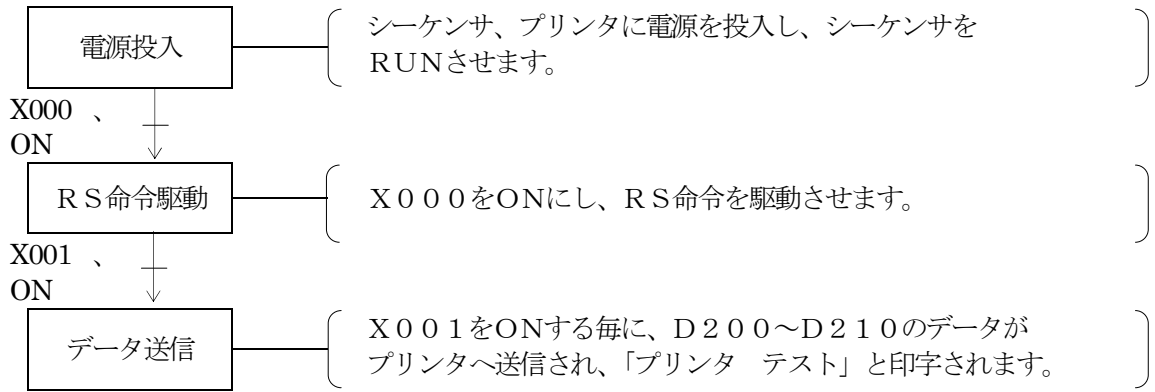 電源投入
シーケンサ、プリンタに電源を投入し、シーケンサを
ＲＵＮさせます。
X000 、
ON
ＲＳ命令駆動
Ｘ０００をＯＮにし、ＲＳ命令を駆動させます。
X001 、
ON
データ送信
Ｘ００１をＯＮする毎に、Ｄ２００～Ｄ２１０のデータが
プリンタへ送信され、「プリンタ　テスト」と印字されます。